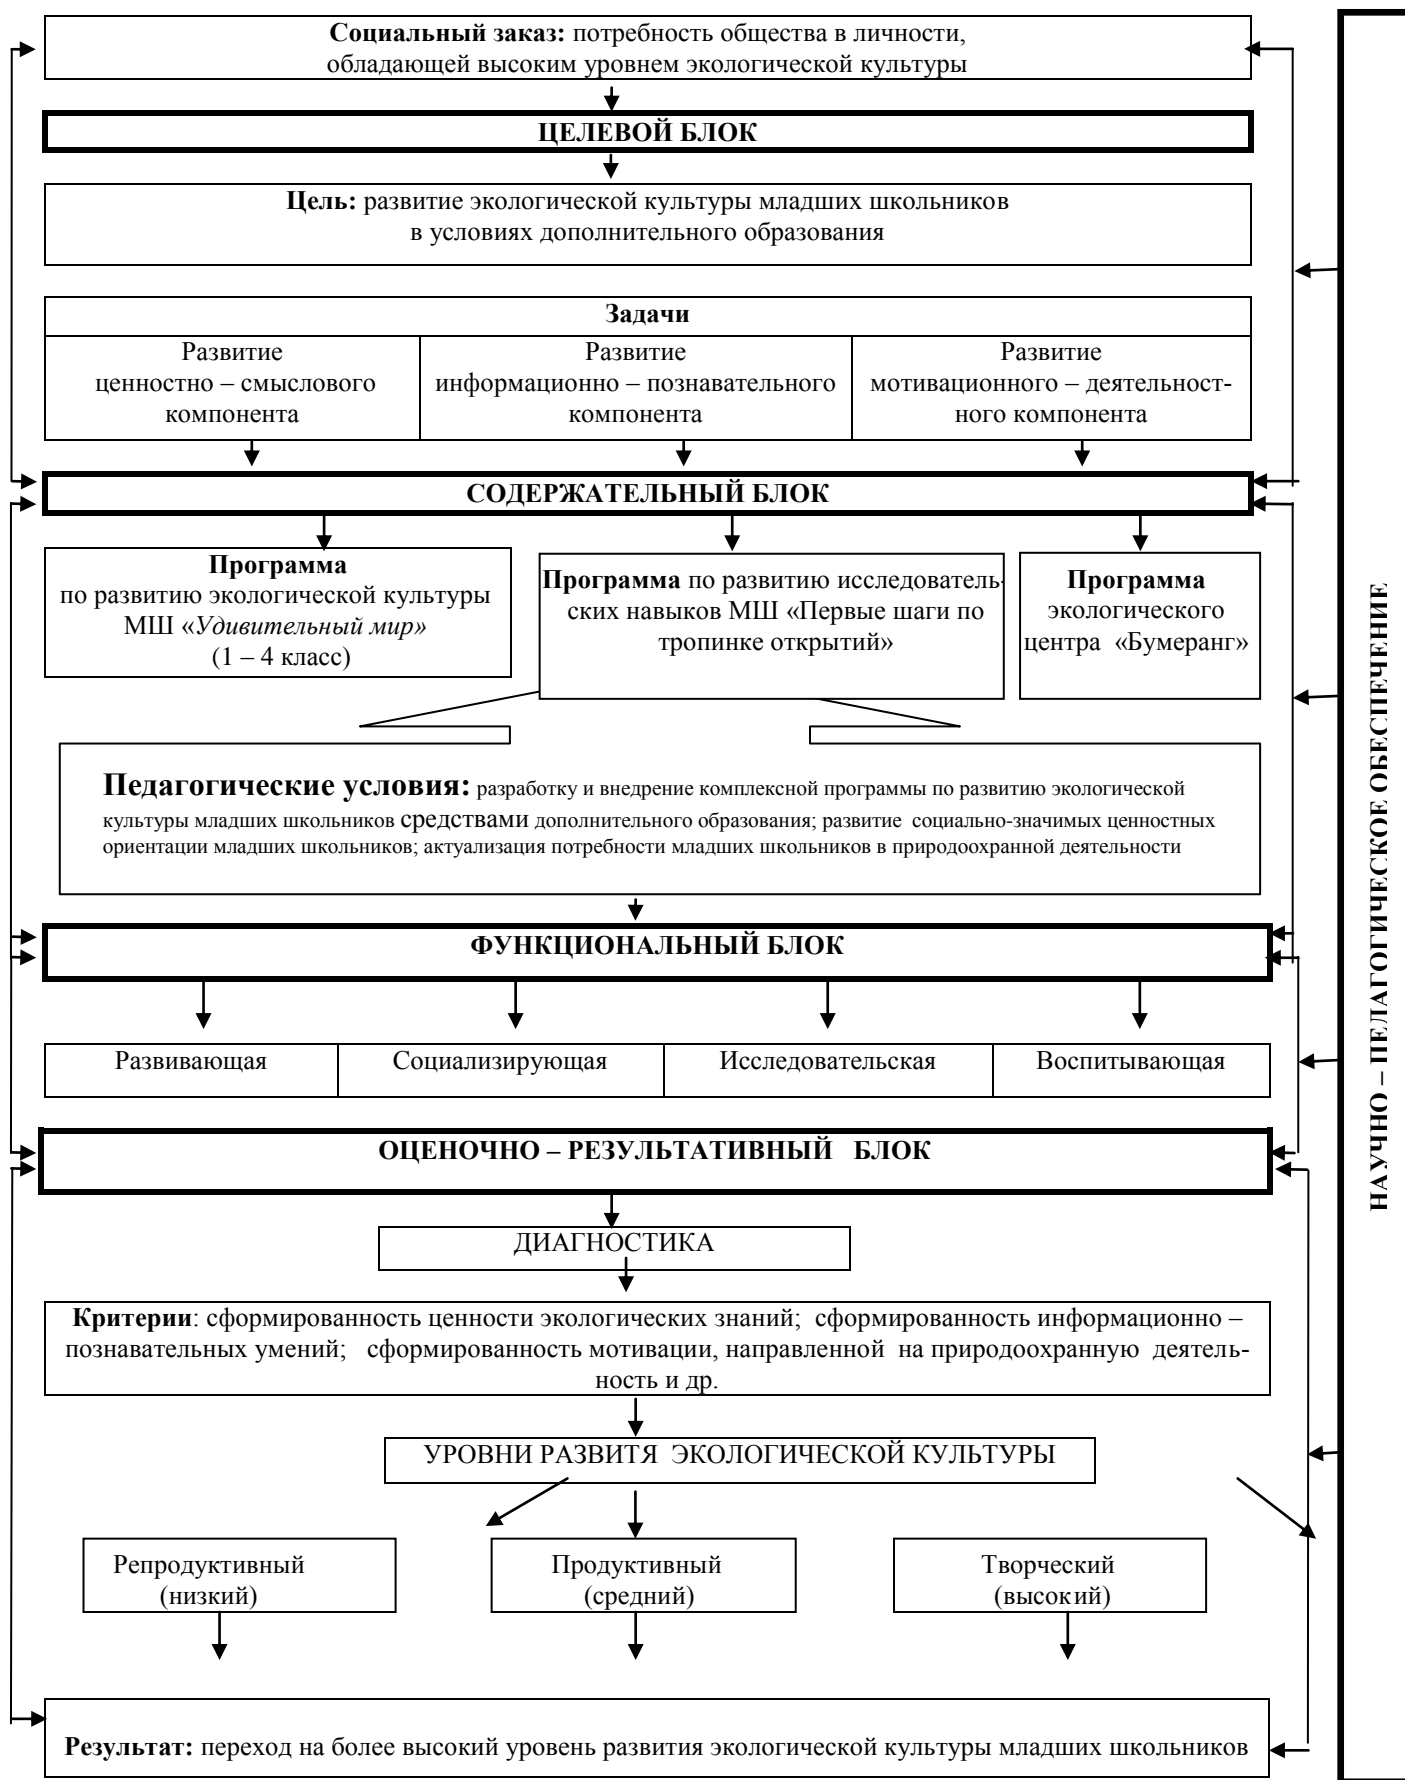 Социальный заказ: потребность общества в личности,
обладающей высоким уровнем экологической культуры
ЦЕЛЕВОЙ БЛОК
Цель: развитие экологической культуры младших школьников
в условиях дополнительного образования
Задачи
Развитие
ценностно – смыслового
компонента
Развитие
информационно – познавательного
компонента
Развитие
мотивационного – деятельност-
ного компонента
СОДЕРЖАТЕЛЬНЫЙ БЛОК
Программа
по развитию экологической культуры
МШ «Удивительный мир»
(1 – 4 класс)
Программа по развитию исследователь-
ских навыков МШ «Первые шаги по
тропинке открытий»
Программа
экологического
центра «Бумеранг»
Педагогические условия: разработку и внедрение комплексной программы по развитию экологической
культуры младших школьников средствами дополнительного образования; развитие социально-значимых ценностных
ориентации младших школьников; актуализация потребности младших школьников в природоохранной деятельности
ФУНКЦИОНАЛЬНЫЙ БЛОК
Развивающая
Социализирующая
Исследовательская
Воспитывающая
ОЦЕНОЧНО – РЕЗУЛЬТАТИВНЫЙ БЛОК
ДИАГНОСТИКА
Критерии: сформированность ценности экологических знаний; сформированность информационно –
познавательных умений; сформированность мотивации, направленной на природоохранную деятель-
ность и др.
УРОВНИ РАЗВИТЯ ЭКОЛОГИЧЕСКОЙ КУЛЬТУРЫ
Репродуктивный
(низкий)
Продуктивный
(средний)
Творческий
(высокий)
Результат: переход на более высокий уровень развития экологической культуры младших школьников
НАУЧНО – ПЕДАГОГИЧЕСКОЕ ОБЕСПЕЧЕНИЕ